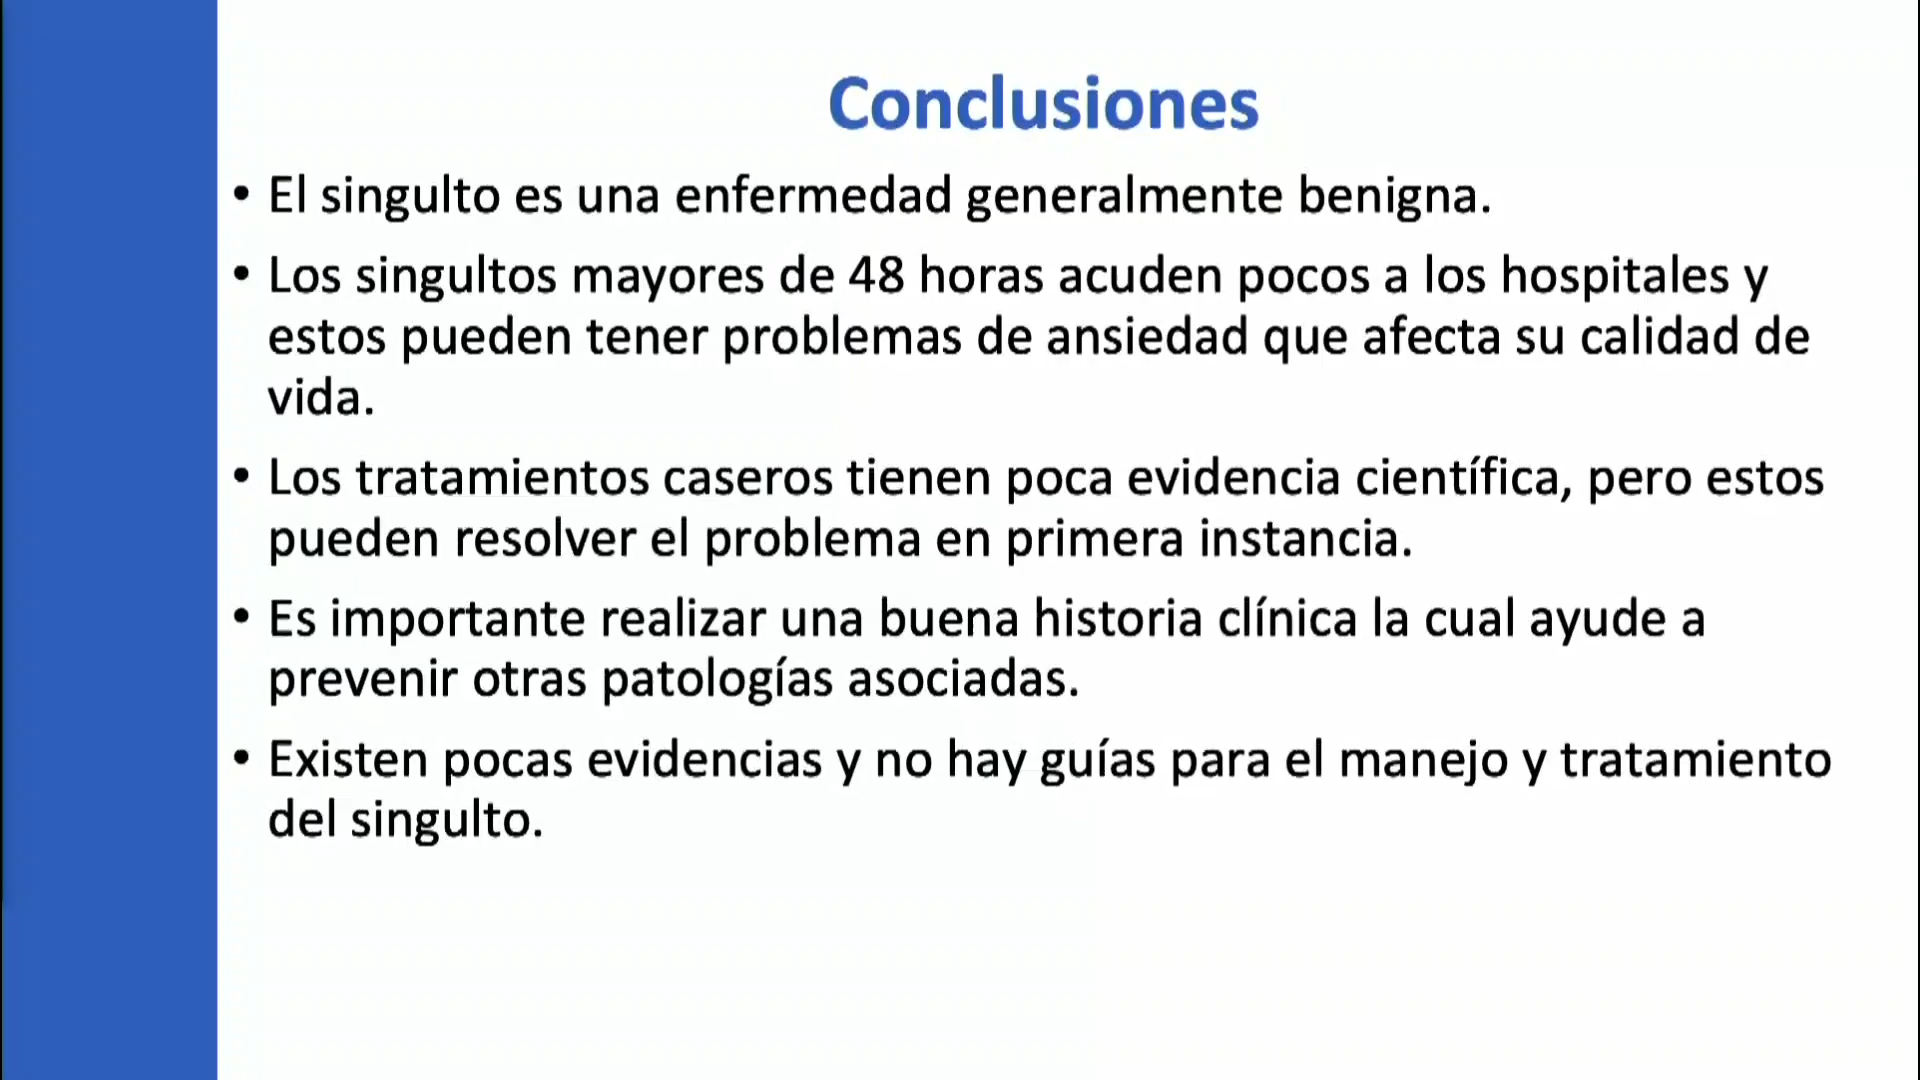 Conclusiones
• El singulto es una enfermedad generalmente benigna.
• Los singultos mayores de 48 horas acuden pocos a los hospitales y
estos pueden tener problemas de ansiedad que afecta su calidad de
vida.
• Los tratamientos caseros tienen poca evidencia científica, pero estos
pueden resolver el problema en primera instancia.
• Es importante realizar una buena historia clínica la cual ayude a
prevenir otras patologías asociadas.
• Existen pocas evidencias y no hay guías para el manejo y tratamiento
del singulto.